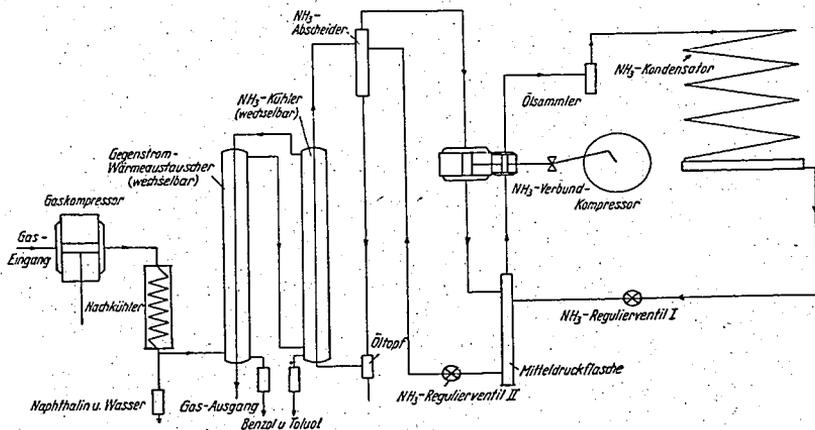 NH₃-
Abscheider
NH₃-Kondensator
Ölsammler
NH₃-Kühler
(wechselbar)
Gegenstrom-
Wärmeaustauscher
(wechselbar)
Gaskompressor
NH₃-Verbund-
Kompressor
Gas-
Eingang
Nachkühler
NH₃-Regulierventil I
Öltopf
Mitteldruckflasche
NH₃-Regulierventil II
Naphthalin u. Wasser
Gas-Ausgang
Benzol u Toluol